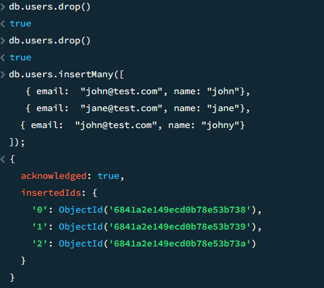 > db.users.drop()
< true
> db.users.drop()
< true
> db.users.insertMany([
{ email:  "john@test.com", name: "john"},
{ email:  "jane@test.com", name: "jane"},
{ email:  "john@test.com", name: "johny"}
]);
< {
acknowledged: true,
insertedIds: {
'0': ObjectId('6841a2e149ecd0b78e53b738'),
'1': ObjectId('6841a2e149ecd0b78e53b739'),
'2': ObjectId('6841a2e149ecd0b78e53b73a')
}
}